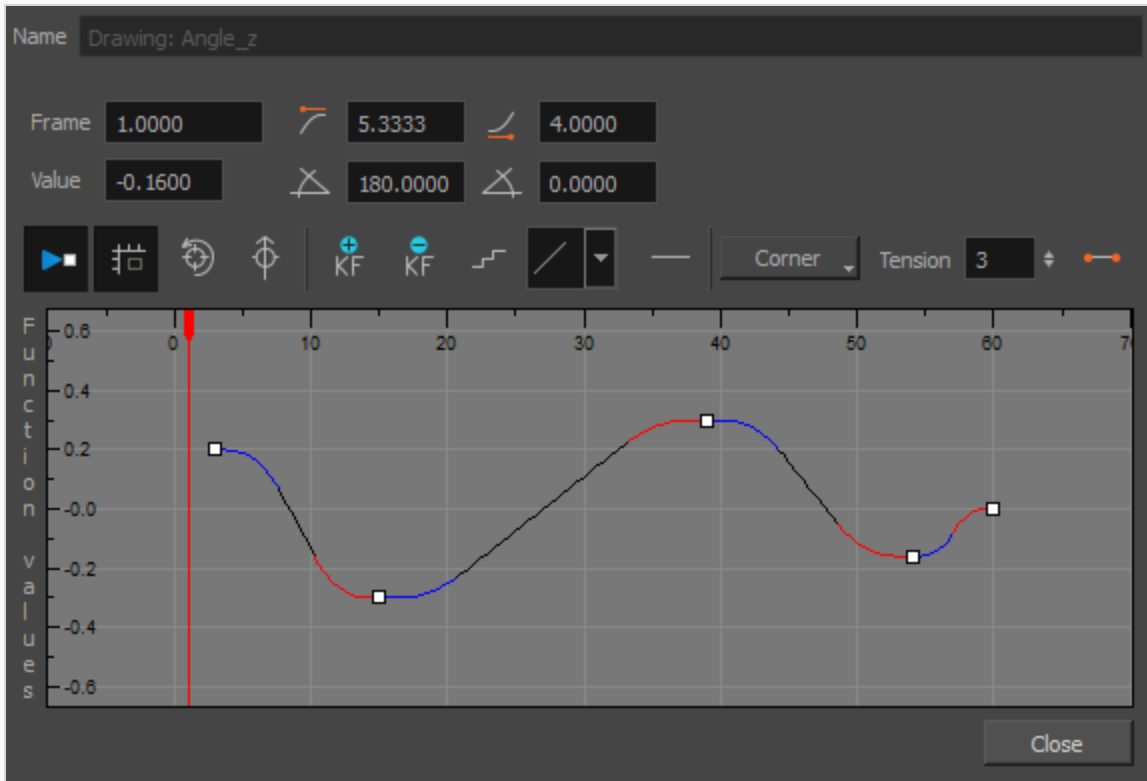 Name Drawing: Angle_z
Frame 1.0000 5.3333 4.0000
Value -0.1600 180.0000 0.0000
KF KF Corner Tension 3
Function values
0.6
0 10 20 30 40 50 60
0.4
0.2
-0.0
-0.2
-0.4
-0.6
Close